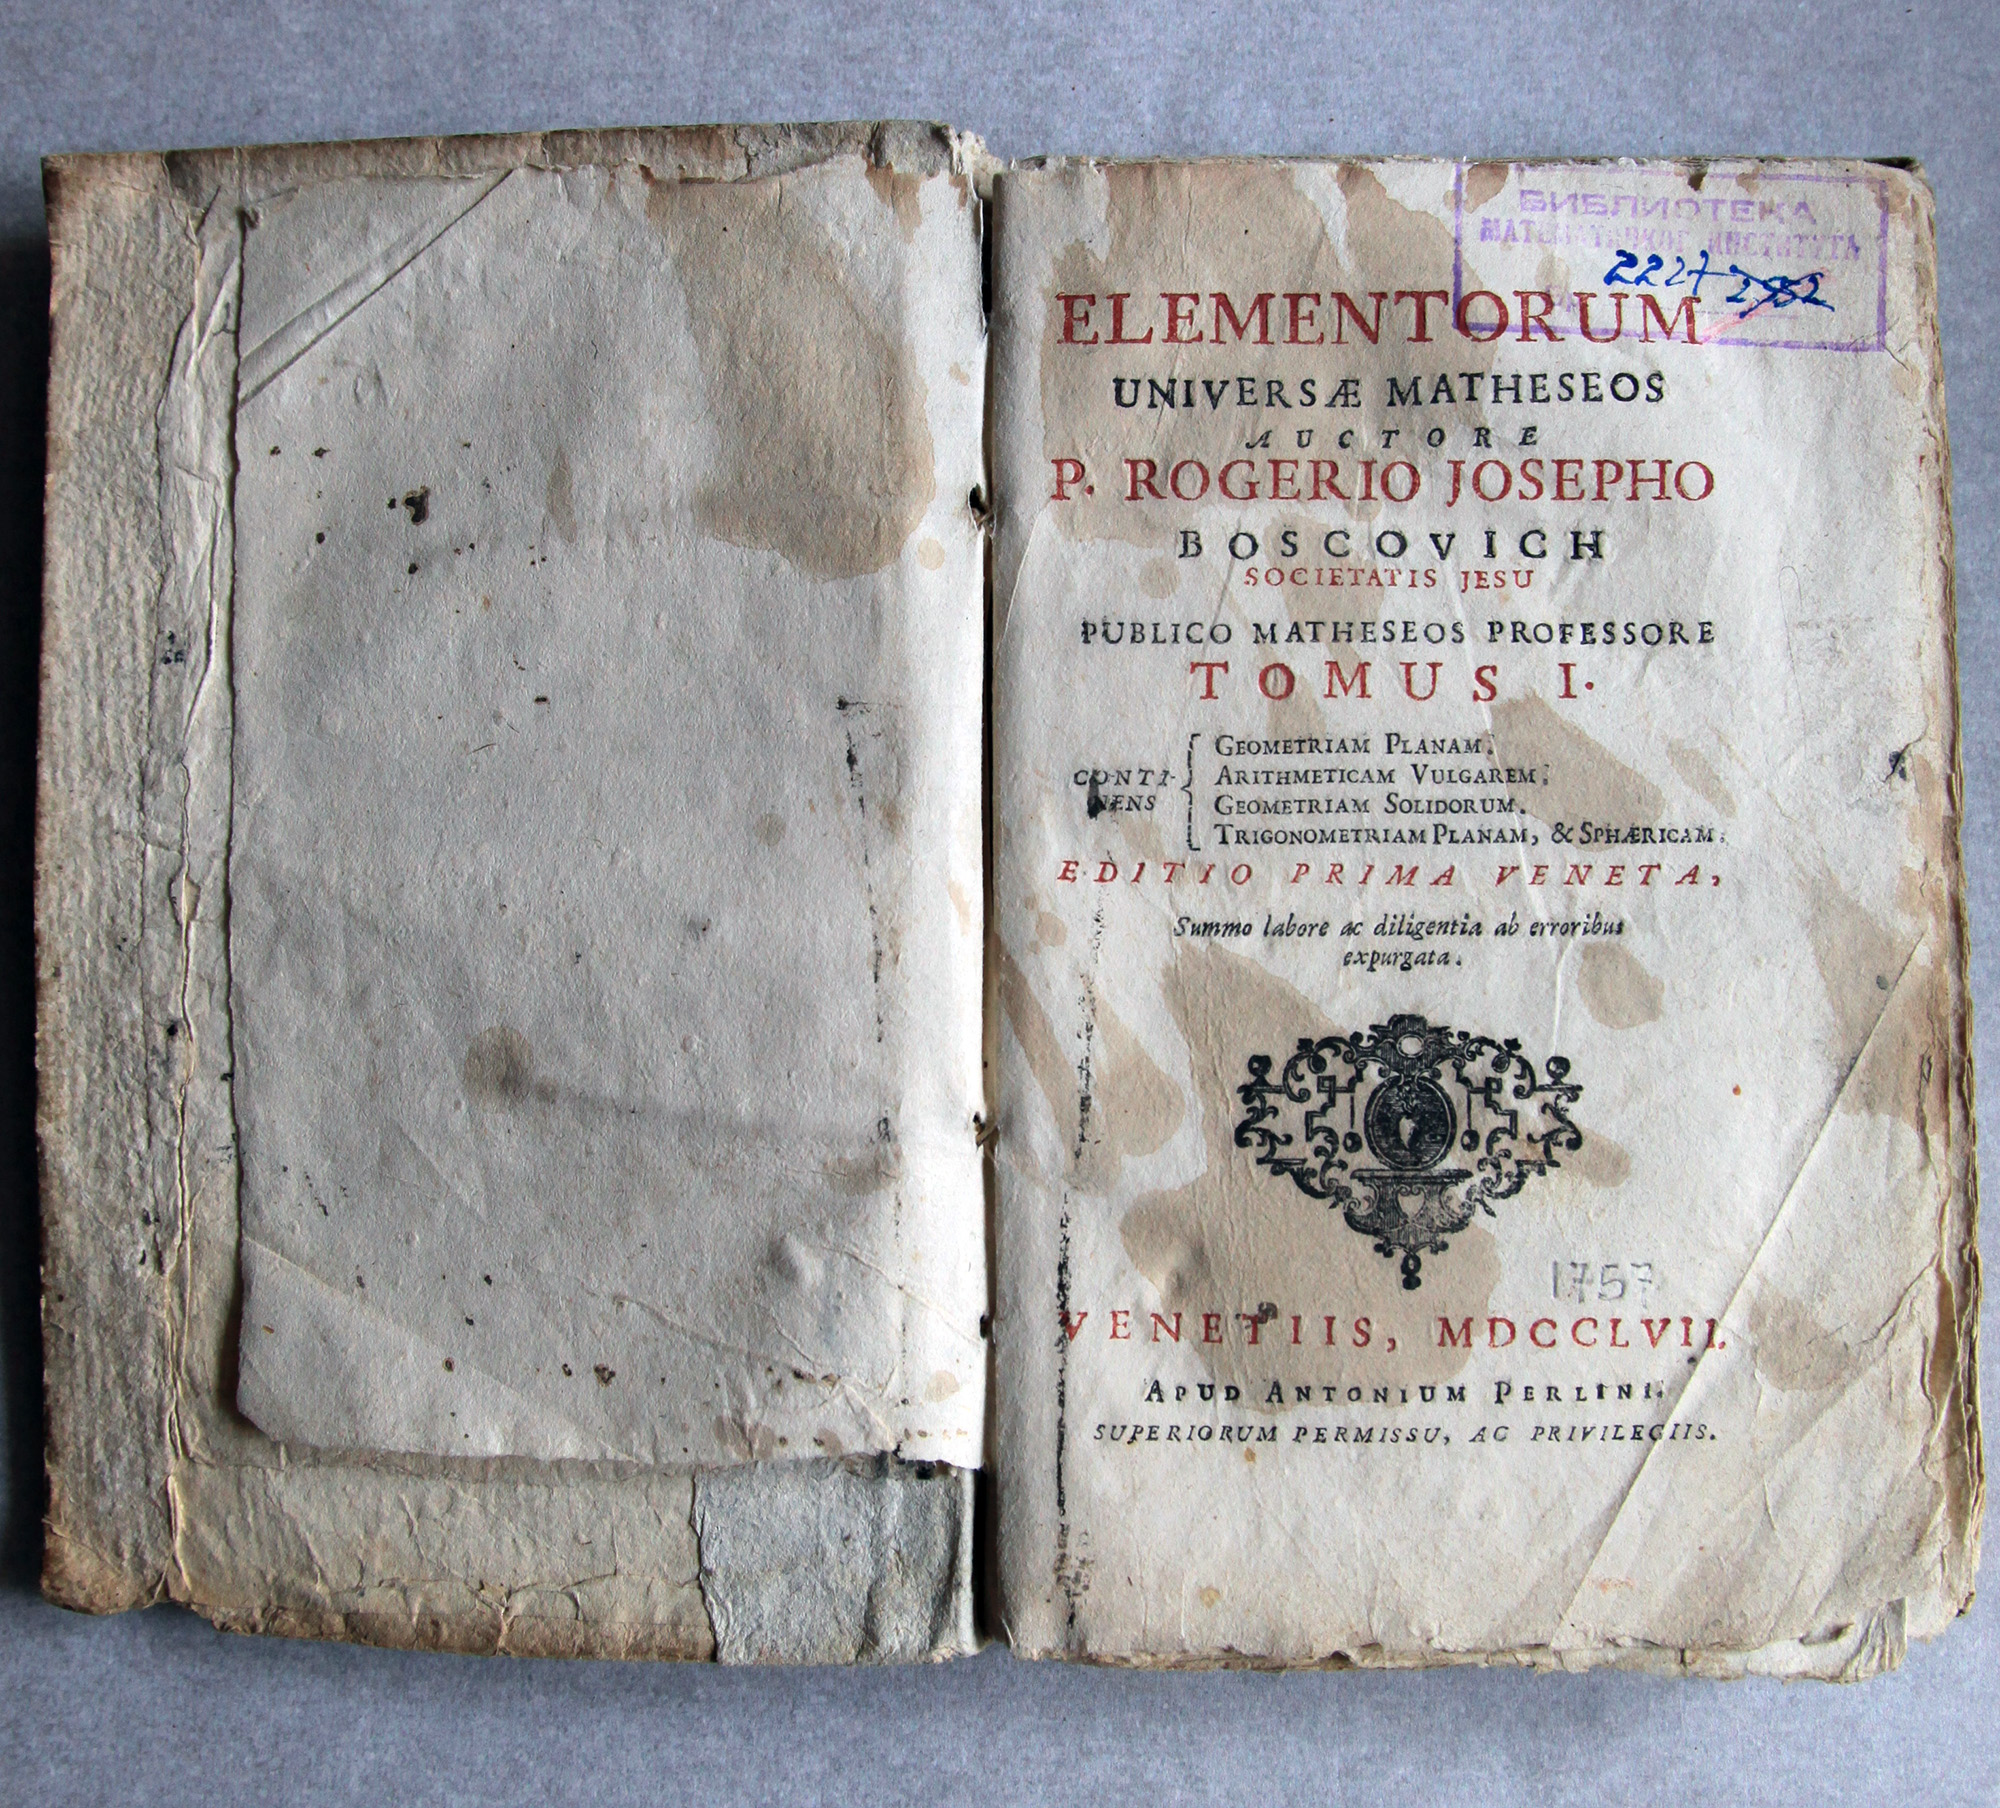 БИБЛИОТЕКА
МАТЕМАТИЧКОГ ИНСТИТУТА
2227 2952
ELEMENTORUM
UNIVERSÆ MATHESEOS
AUCTORE
P. ROGERIO JOSEPHO
BOSCOVICH
SOCIETATIS JESU
PUBLICO MATHESEOS PROFESSORE
TOMUS I.
CONTI-
NENS
GEOMETRIAM PLANAM.
ARITHMETICAM VULGAREM.
GEOMETRIAM SOLIDORUM.
TRIGONOMETRIAM PLANAM, & SPHÆRICAM.
EDITIO PRIMA VENETA,
Summo labore ac diligentia ab erroribus
expurgata.
1757
VENETIIS, MDCCLVII.
APUD ANTONIUM PERLINI.
SUPERIORUM PERMISSU, AC PRIVILEGIIS.